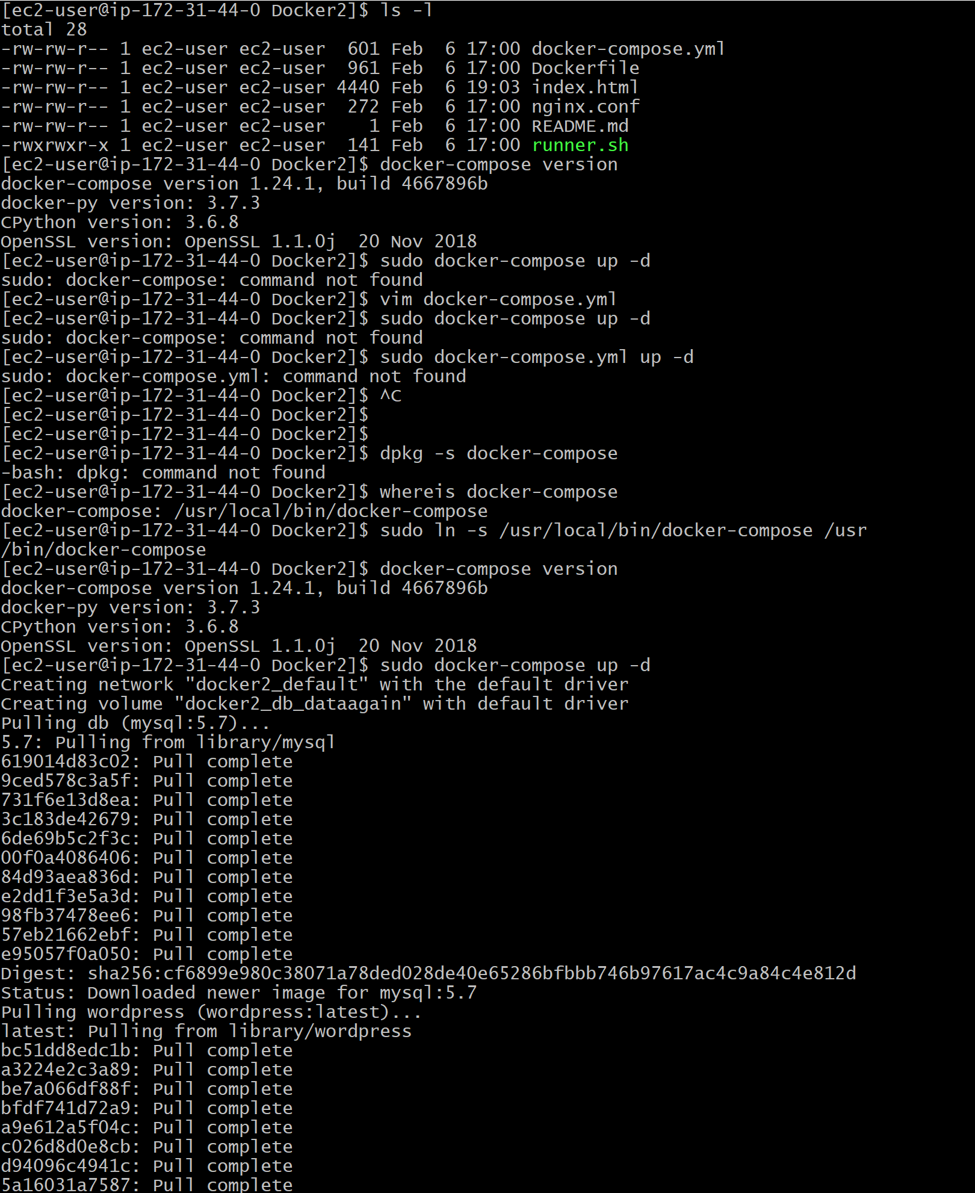 [ec2-user@ip-172-31-44-0 Docker2]$ ls -l
total 28
-rw-rw-r-- 1 ec2-user ec2-user  601 Feb  6 17:00 docker-compose.yml
-rw-rw-r-- 1 ec2-user ec2-user  961 Feb  6 17:00 Dockerfile
-rw-rw-r-- 1 ec2-user ec2-user 4440 Feb  6 19:03 index.html
-rw-rw-r-- 1 ec2-user ec2-user  272 Feb  6 17:00 nginx.conf
-rw-rw-r-- 1 ec2-user ec2-user    1 Feb  6 17:00 README.md
-rwxrwxr-x 1 ec2-user ec2-user  141 Feb  6 17:00 runner.sh
[ec2-user@ip-172-31-44-0 Docker2]$ docker-compose version
docker-compose version 1.24.1, build 4667896b
docker-py version: 3.7.3
CPython version: 3.6.8
OpenSSL version: OpenSSL 1.1.0j  20 Nov 2018
[ec2-user@ip-172-31-44-0 Docker2]$ sudo docker-compose up -d
sudo: docker-compose: command not found
[ec2-user@ip-172-31-44-0 Docker2]$ vim docker-compose.yml
[ec2-user@ip-172-31-44-0 Docker2]$ sudo docker-compose up -d
sudo: docker-compose: command not found
[ec2-user@ip-172-31-44-0 Docker2]$ sudo docker-compose.yml up -d
sudo: docker-compose.yml: command not found
[ec2-user@ip-172-31-44-0 Docker2]$ ^C
[ec2-user@ip-172-31-44-0 Docker2]$
[ec2-user@ip-172-31-44-0 Docker2]$
[ec2-user@ip-172-31-44-0 Docker2]$ dpkg -s docker-compose
-bash: dpkg: command not found
[ec2-user@ip-172-31-44-0 Docker2]$ whereis docker-compose
docker-compose: /usr/local/bin/docker-compose
[ec2-user@ip-172-31-44-0 Docker2]$ sudo ln -s /usr/local/bin/docker-compose /usr
/bin/docker-compose
[ec2-user@ip-172-31-44-0 Docker2]$ docker-compose version
docker-compose version 1.24.1, build 4667896b
docker-py version: 3.7.3
CPython version: 3.6.8
OpenSSL version: OpenSSL 1.1.0j  20 Nov 2018
[ec2-user@ip-172-31-44-0 Docker2]$ sudo docker-compose up -d
Creating network "docker2_default" with the default driver
Creating volume "docker2_db_dataagain" with default driver
Pulling db (mysql:5.7)...
5.7: Pulling from library/mysql
619014d83c02: Pull complete
9ced578c3a5f: Pull complete
731f6e13d8ea: Pull complete
3c183de42679: Pull complete
6de69b5c2f3c: Pull complete
00f0a4086406: Pull complete
84d93aea836d: Pull complete
e2dd1f3e5a3d: Pull complete
98fb37478ee6: Pull complete
57eb21662ebf: Pull complete
e95057f0a050: Pull complete
Digest: sha256:cf6899e980c38071a78ded028de40e65286bfbbb746b97617ac4c9a84c4e812d
Status: Downloaded newer image for mysql:5.7
Pulling wordpress (wordpress:latest)...
latest: Pulling from library/wordpress
bc51dd8edc1b: Pull complete
a3224e2c3a89: Pull complete
be7a066df88f: Pull complete
bfdf741d72a9: Pull complete
a9e612a5f04c: Pull complete
c026d8d0e8cb: Pull complete
d94096c4941c: Pull complete
5a16031a7587: Pull complete